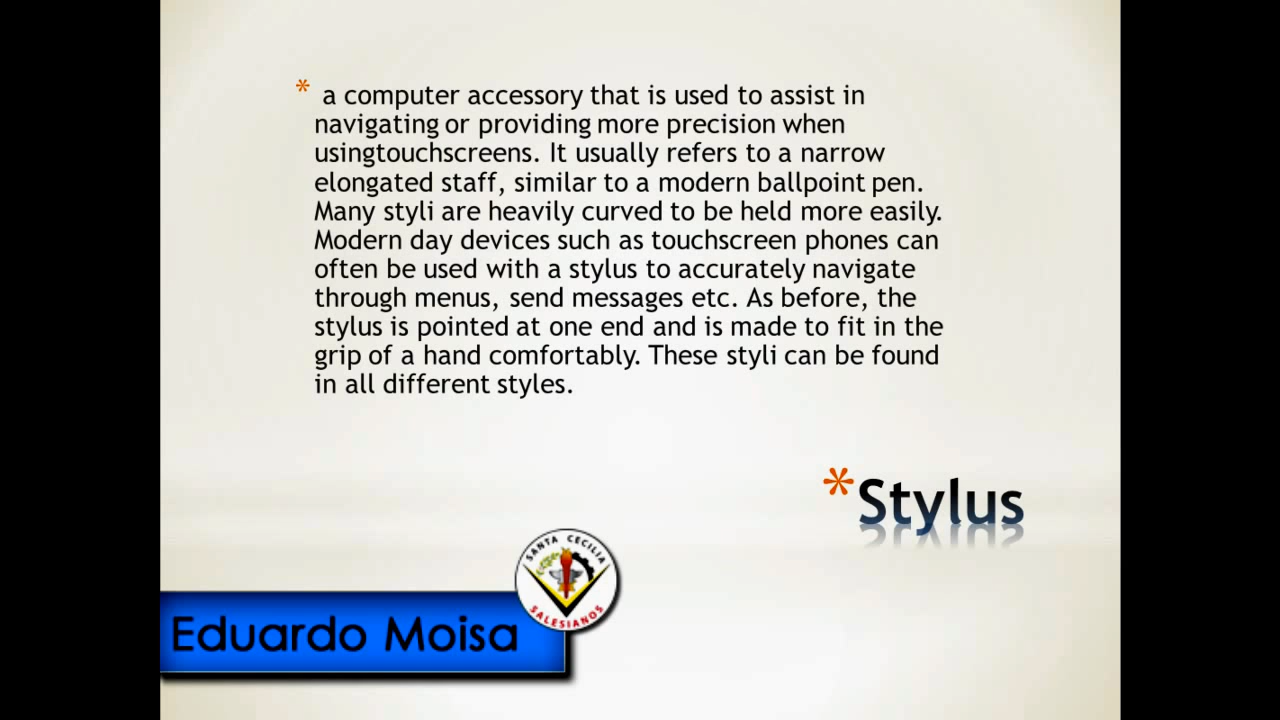 * a computer accessory that is used to assist in
navigating or providing more precision when
usingtouchscreens. It usually refers to a narrow
elongated staff, similar to a modern ballpoint pen.
Many styli are heavily curved to be held more easily.
Modern day devices such as touchscreen phones can
often be used with a stylus to accurately navigate
through menus, send messages etc. As before, the
stylus is pointed at one end and is made to fit in the
grip of a hand comfortably. These styli can be found
in all different styles.
*Stylus
SANTA CECILIA
SALESIANOS
Eduardo Moisa